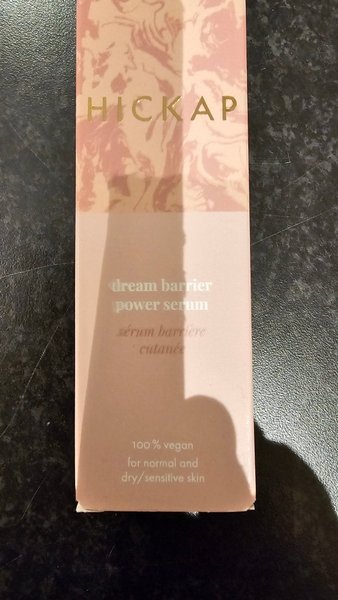 HICKAP
dream barrier
power serum
sérum barrière
cutanée
100% vegan
for normal and
dry/sensitive skin